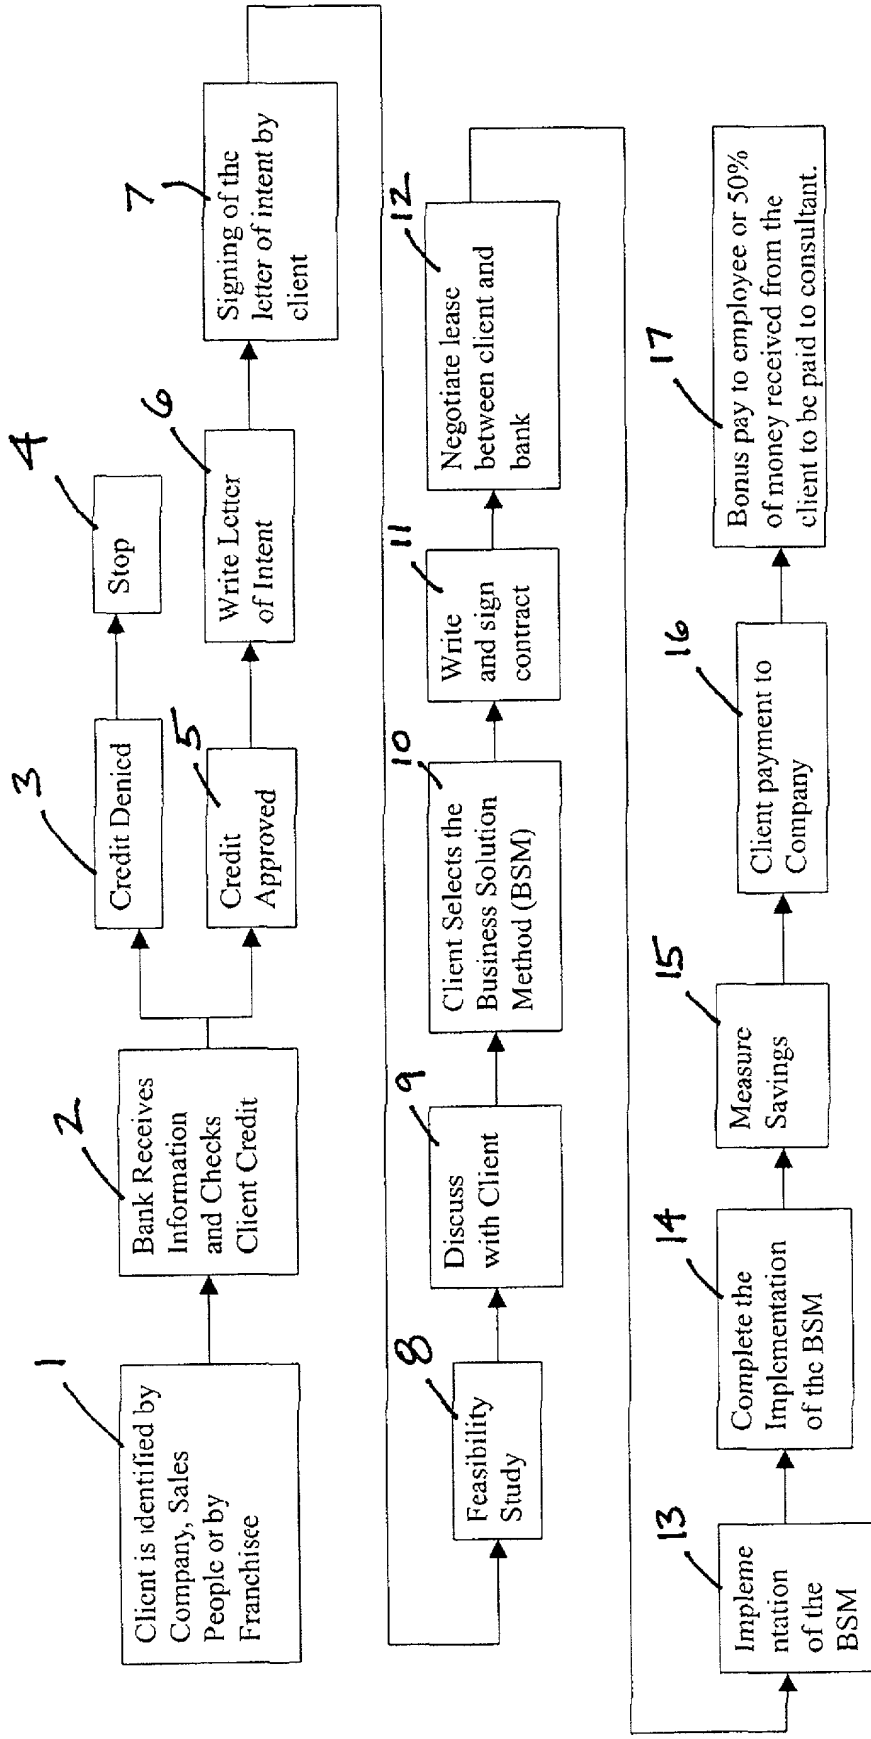 1
Client is identified by
Company, Sales
People or by
Franchisee
2
Bank Receives
Information
and Checks
Client Credit
3
Credit Denied
4
Stop
5
Credit
Approved
6
Write Letter
of Intent
7
Signing of the
letter of intent by
client
8
Feasibility
Study
9
Discuss
with Client
10
Client Selects the
Business Solution
Method (BSM)
11
Write
and sign
contract
12
Negotiate lease
between client and
bank
13
Impleme
ntation
of the
BSM
14
Complete the
Implementation
of the BSM
15
Measure
Savings
16
Client payment to
Company
17
Bonus pay to employee or 50%
of money received from the
client to be paid to consultant.